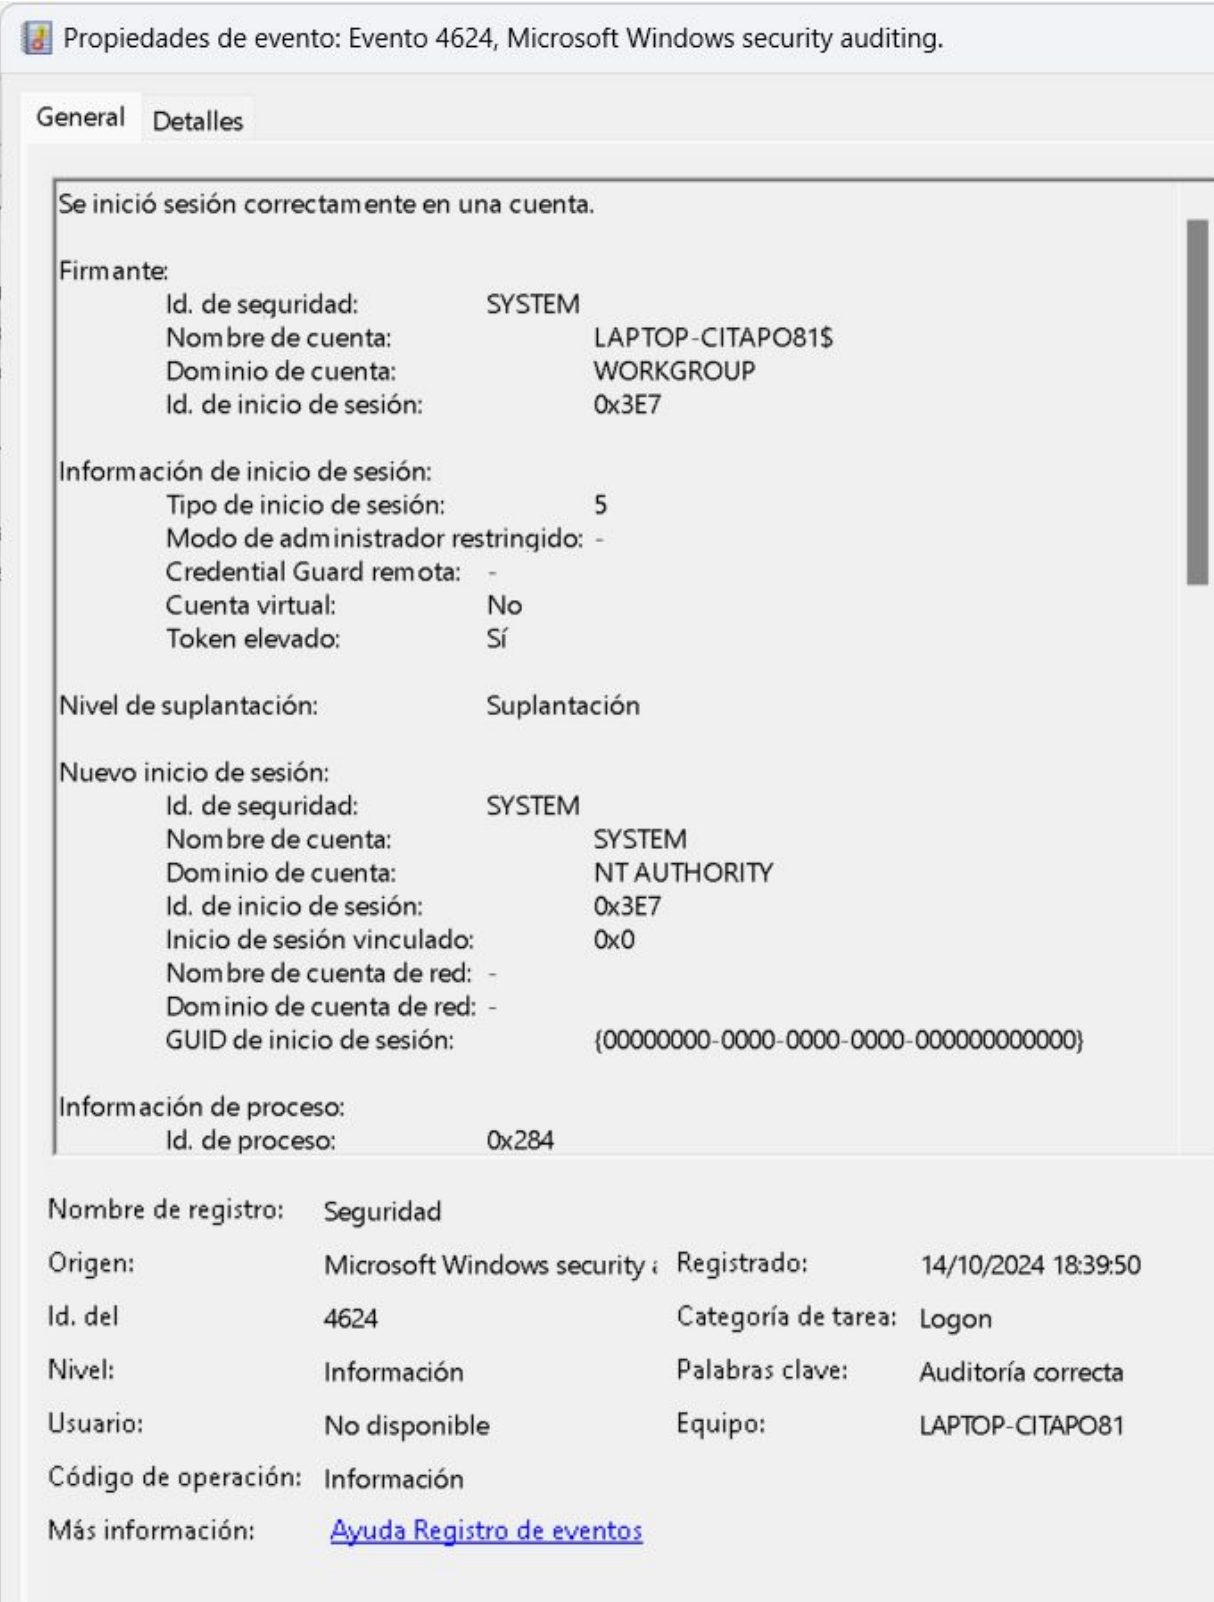 Propiedades de evento: Evento 4624, Microsoft Windows security auditing.
General Detalles
Se inició sesión correctamente en una cuenta.
Firmante:
Id. de seguridad: SYSTEM
Nombre de cuenta: LAPTOP-CITAPO81$
Dominio de cuenta: WORKGROUP
Id. de inicio de sesión: 0x3E7
Información de inicio de sesión:
Tipo de inicio de sesión: 5
Modo de administrador restringido: -
Credential Guard remota: -
Cuenta virtual: No
Token elevado: Sí
Nivel de suplantación: Suplantación
Nuevo inicio de sesión:
Id. de seguridad: SYSTEM
Nombre de cuenta: SYSTEM
Dominio de cuenta: NT AUTHORITY
Id. de inicio de sesión: 0x3E7
Inicio de sesión vinculado: 0x0
Nombre de cuenta de red: -
Dominio de cuenta de red: -
GUID de inicio de sesión: {00000000-0000-0000-0000-000000000000}
Información de proceso:
Id. de proceso: 0x284
Nombre de registro: Seguridad
Origen: Microsoft Windows security Registrado: 14/10/2024 18:39:50
Id. del 4624 Categoría de tarea: Logon
Nivel: Información Palabras clave: Auditoría correcta
Usuario: No disponible Equipo: LAPTOP-CITAPO81
Código de operación: Información
Más información: Ayuda Registro de eventos